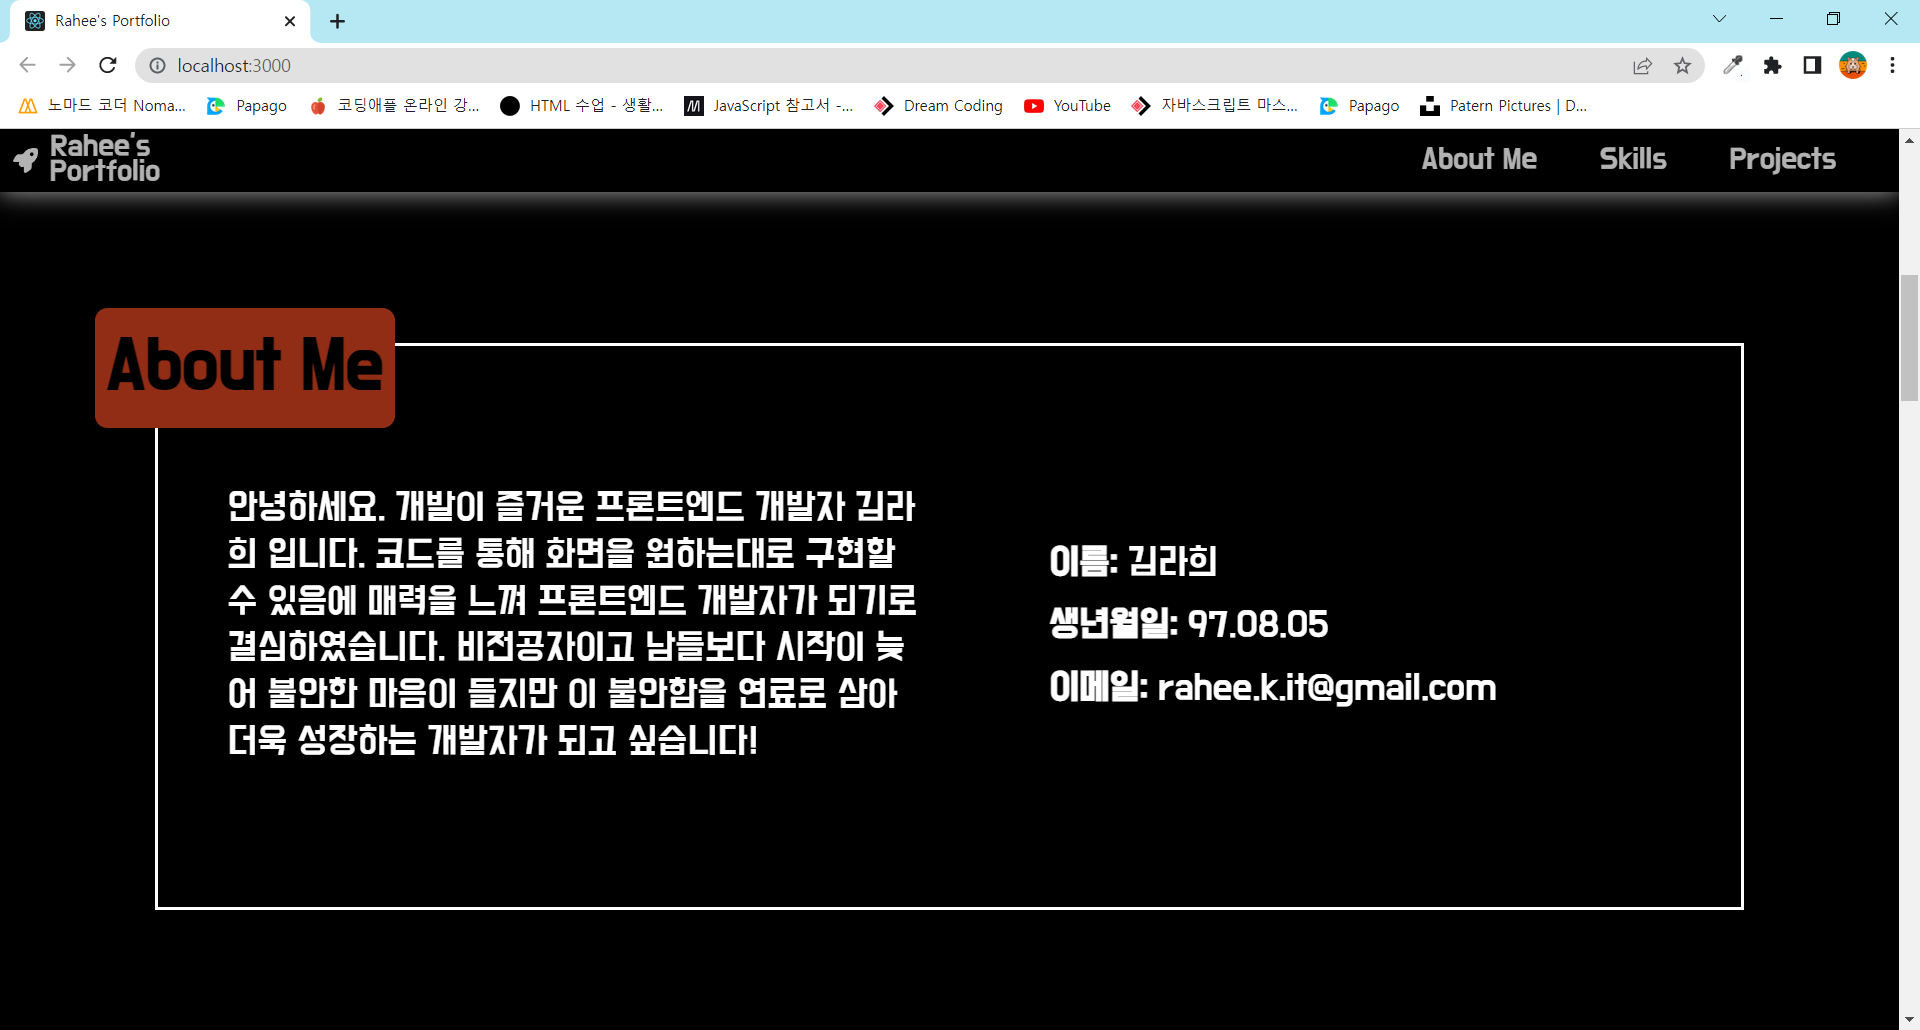 Rahee's Portfolio
localhost:3000
노마드 코더 Noma...
Papago
코딩애플 온라인 강...
HTML 수업 - 생활...
JavaScript 참고서 -...
Dream Coding
YouTube
자바스크립트 마스...
Papago
Patern Pictures | D...
Rahee's
Portfolio
About Me
Skills
Projects
About Me
안녕하세요. 개발이 즐거운 프론트엔드 개발자 김라
희 입니다. 코드를 통해 화면을 원하는대로 구현할
수 있음에 매력을 느껴 프론트엔드 개발자가 되기로
결심하였습니다. 비전공자이고 남들보다 시작이 늦
어 불안한 마음이 들지만 이 불안함을 연료로 삼아
더욱 성장하는 개발자가 되고 싶습니다!
이름: 김라희
생년월일: 97.08.05
이메일: rahee.k.it@gmail.com